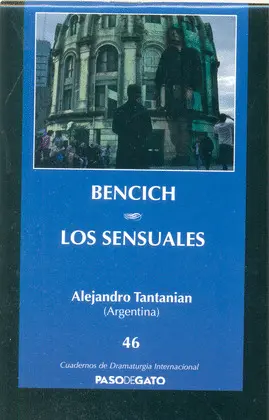 BENCICH
LOS SENSUALES
Alejandro Tantanian
(Argentina)
46
Cuadernos de Dramaturgia Internacional
PASODEGATO